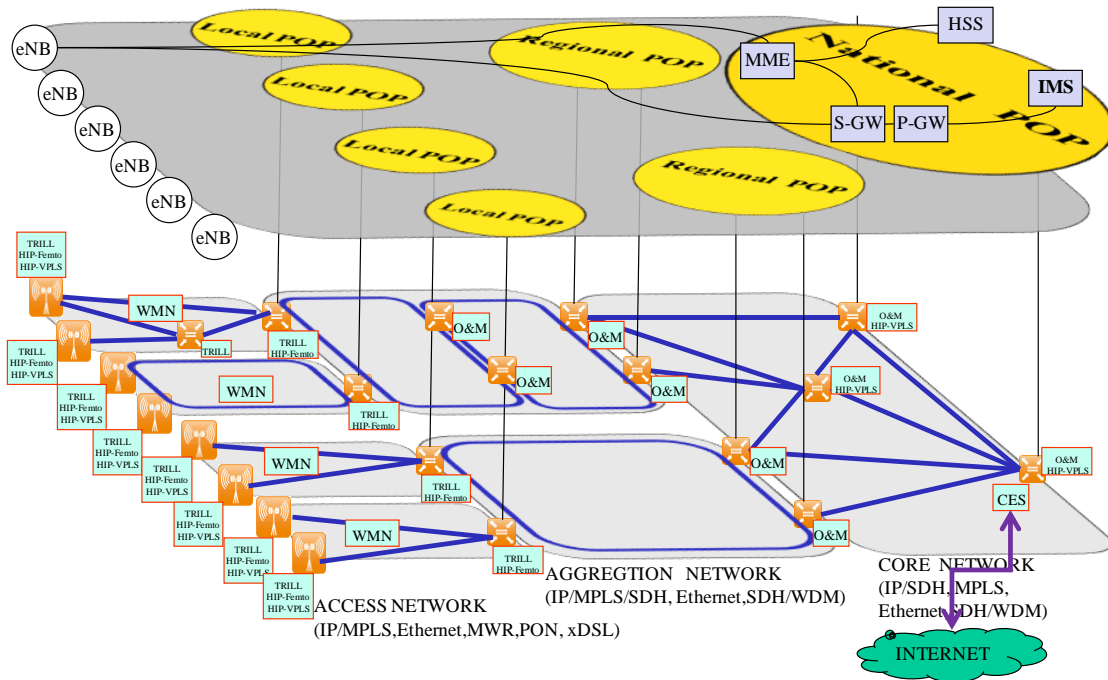 eNB
eNB
eNB
eNB
eNB
eNB
eNB
Local POP
Local POP
Local POP
Local POP
Regional POP
Regional POP
National POP
MME
HSS
IMS
S-GW
P-GW
TRILL
HIP-Femto
HIP-VPLS
TRILL
HIP-Femto
HIP-VPLS
TRILL
HIP-Femto
HIP-VPLS
TRILL
HIP-Femto
HIP-VPLS
TRILL
HIP-Femto
HIP-VPLS
TRILL
HIP-Femto
HIP-VPLS
TRILL
HIP-Femto
HIP-VPLS
TRILL
HIP-Femto
HIP-VPLS
WMN
WMN
WMN
WMN
TRILL
TRILL
HIP-Femto
TRILL
HIP-Femto
TRILL
HIP-Femto
TRILL
HIP-Femto
O&M
O&M
O&M
O&M
O&M
O&M
O&M
HIP-VPLS
O&M
HIP-VPLS
O&M
HIP-VPLS
CES
ACCESS NETWORK
(IP/MPLS,Ethernet,MWR,PON, xDSL)
AGGREGTION NETWORK
(IP/MPLS/SDH, Ethernet,SDH/WDM)
CORE NETWORK
(IP/SDH, MPLS,
Ethernet, SDH/WDM)
INTERNET